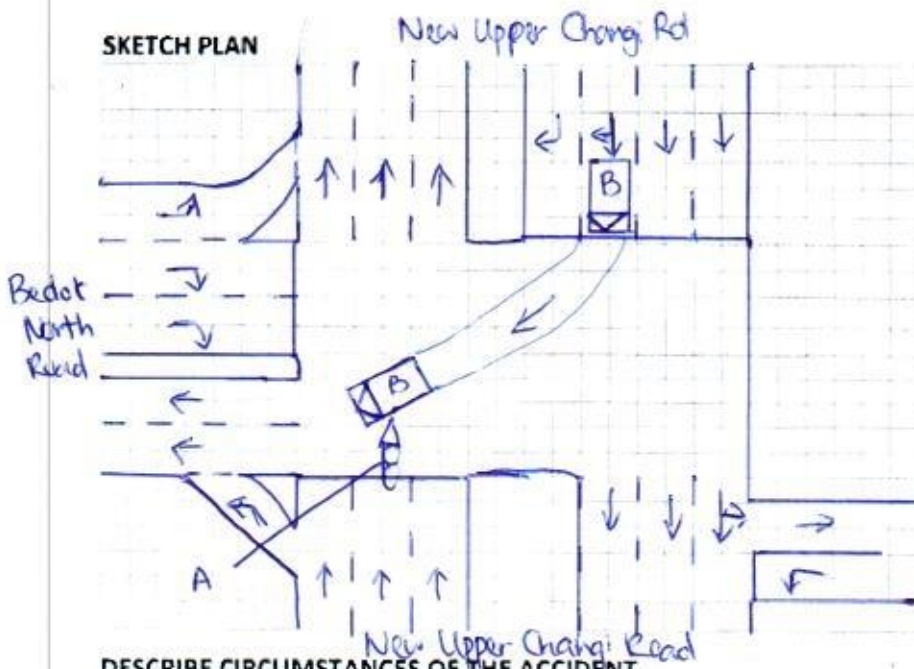 New Upper Changi Rd
SKETCH PLAN
B
Bedok
North
Road
B
A
New Upper Changi Road
DESCRIBE CIRCUMSTANCES OF THE ACCIDENT